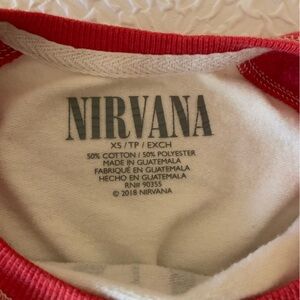 NIRVANA
XS / TP / EXCH
50% COTTON / 50% POLYESTER
MADE IN GUATEMALA
FABRIQUÉ EN GUATEMALA
HECHO EN GUATEMALA
RN# 90355
© 2018 NIRVANA